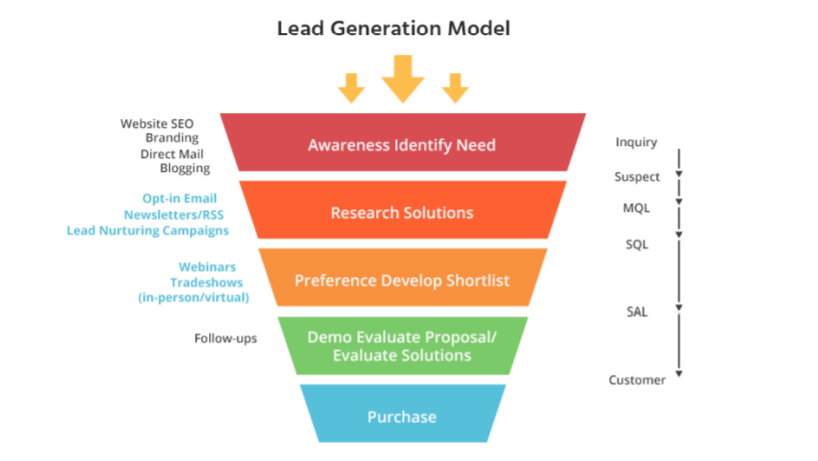 Lead Generation Model
Website SEO
Branding
Direct Mail
Blogging
Awareness Identify Need
Inquiry
Suspect
Opt-in Email
Newsletters/RSS
Lead Nurturing Campaigns
Research Solutions
MQL
SQL
Webinars
Tradeshows
(in-person/virtual)
Preference Develop Shortlist
SAL
Follow-ups
Demo Evaluate Proposal/
Evaluate Solutions
Customer
Purchase